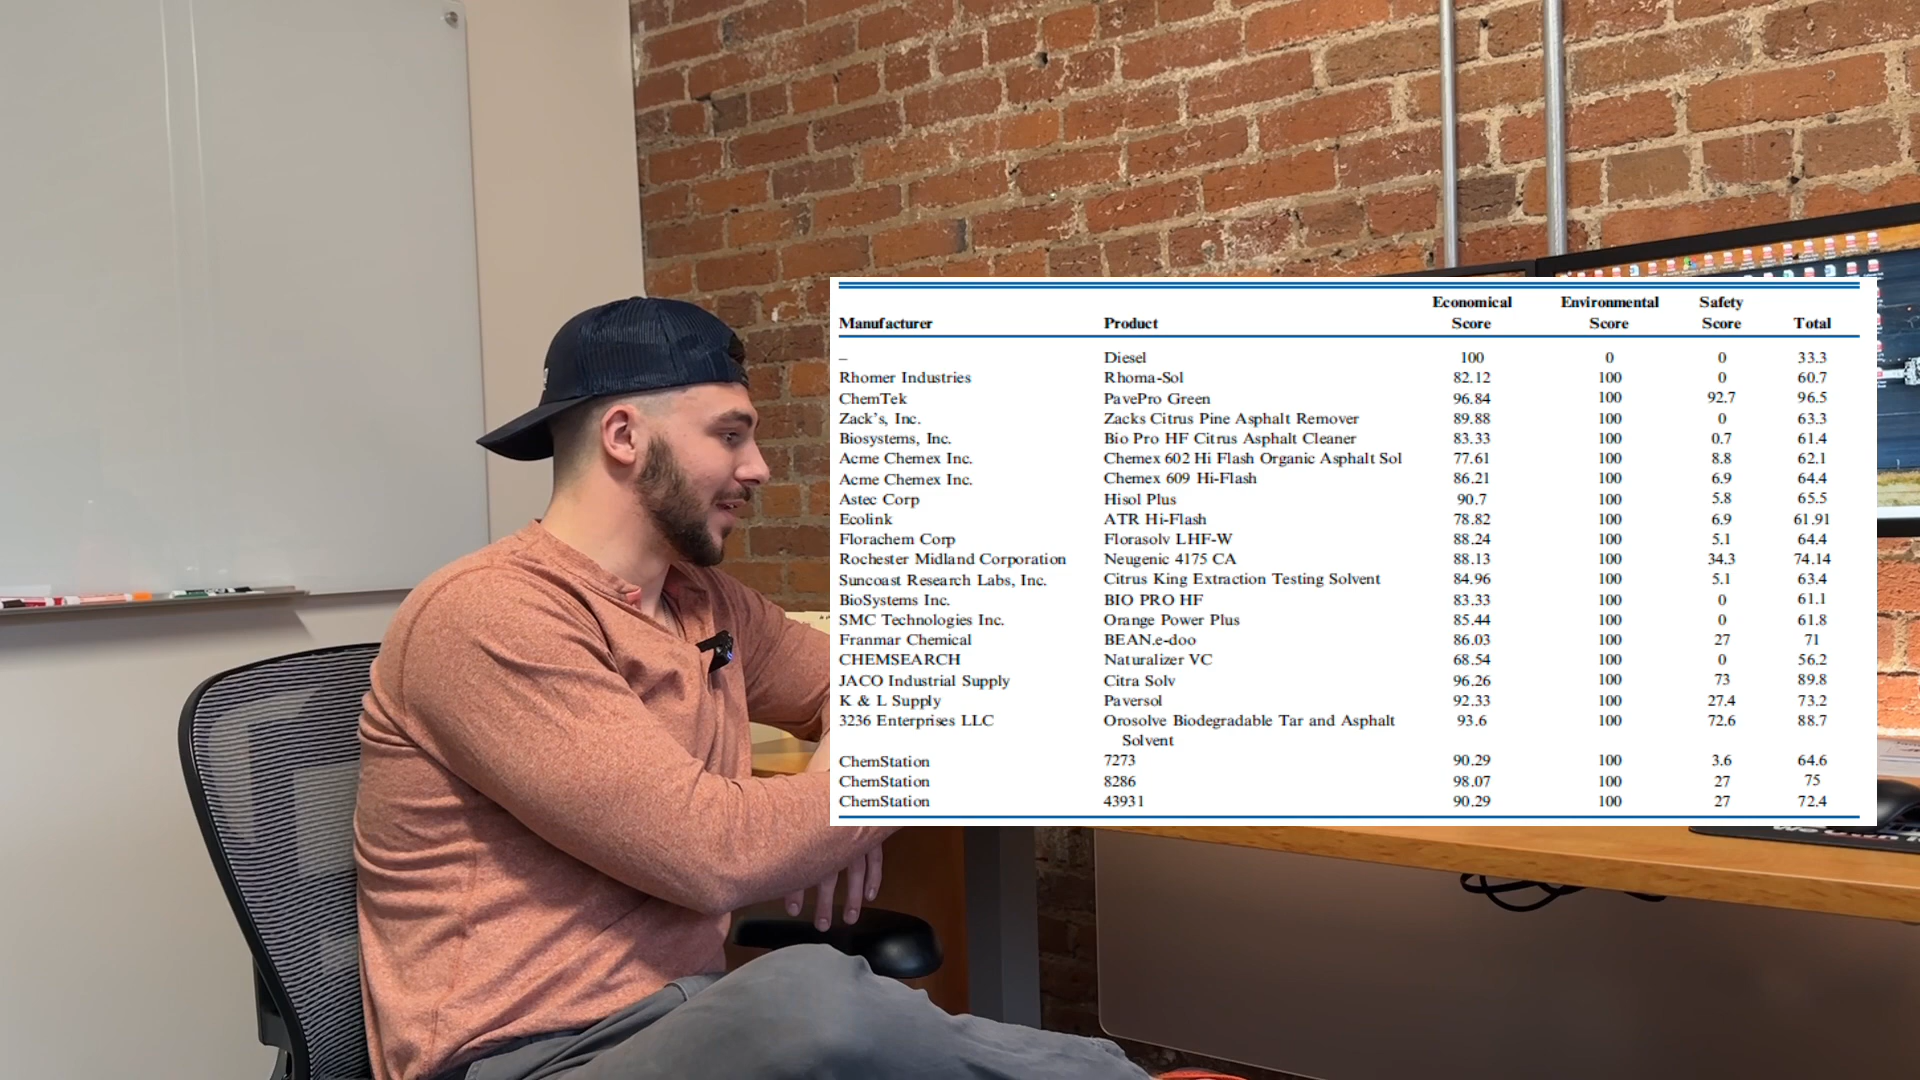 Economical Environmental Safety
Manufacturer Product Score Score Score Total
– Diesel 100 0 0 33.3
Rhomer Industries Rhoma-Sol 82.12 100 0 60.7
ChemTek PavePro Green 96.84 100 92.7 96.5
Zack's, Inc. Zacks Citrus Pine Asphalt Remover 89.88 100 0 63.3
Biosystems, Inc. Bio Pro HF Citrus Asphalt Cleaner 83.33 100 0.7 61.4
Acme Chemex Inc. Chemex 602 Hi Flash Organic Asphalt Sol 77.61 100 8.8 62.1
Acme Chemex Inc. Chemex 609 Hi-Flash 86.21 100 6.9 64.4
Astec Corp Hisol Plus 90.7 100 5.8 65.5
Ecolink ATR Hi-Flash 78.82 100 6.9 61.91
Florachem Corp Florasolv LHF-W 88.24 100 5.1 64.4
Rochester Midland Corporation Neugenic 4175 CA 88.13 100 34.3 74.14
Suncoast Research Labs, Inc. Citrus King Extraction Testing Solvent 84.96 100 5.1 63.4
BioSystems Inc. BIO PRO HF 83.33 100 0 61.1
SMC Technologies Inc. Orange Power Plus 85.44 100 0 61.8
Franmar Chemical BEAN.e-doo 86.03 100 27 71
CHEMSEARCH Naturalizer VC 68.54 100 0 56.2
JACO Industrial Supply Citra Solv 96.26 100 73 89.8
K & L Supply Paversol 92.33 100 27.4 73.2
3236 Enterprises LLC Orosolve Biodegradable Tar and Asphalt 93.6 100 72.6 88.7
Solvent
ChemStation 7273 90.29 100 3.6 64.6
ChemStation 8286 98.07 100 27 75
ChemStation 43931 90.29 100 27 72.4